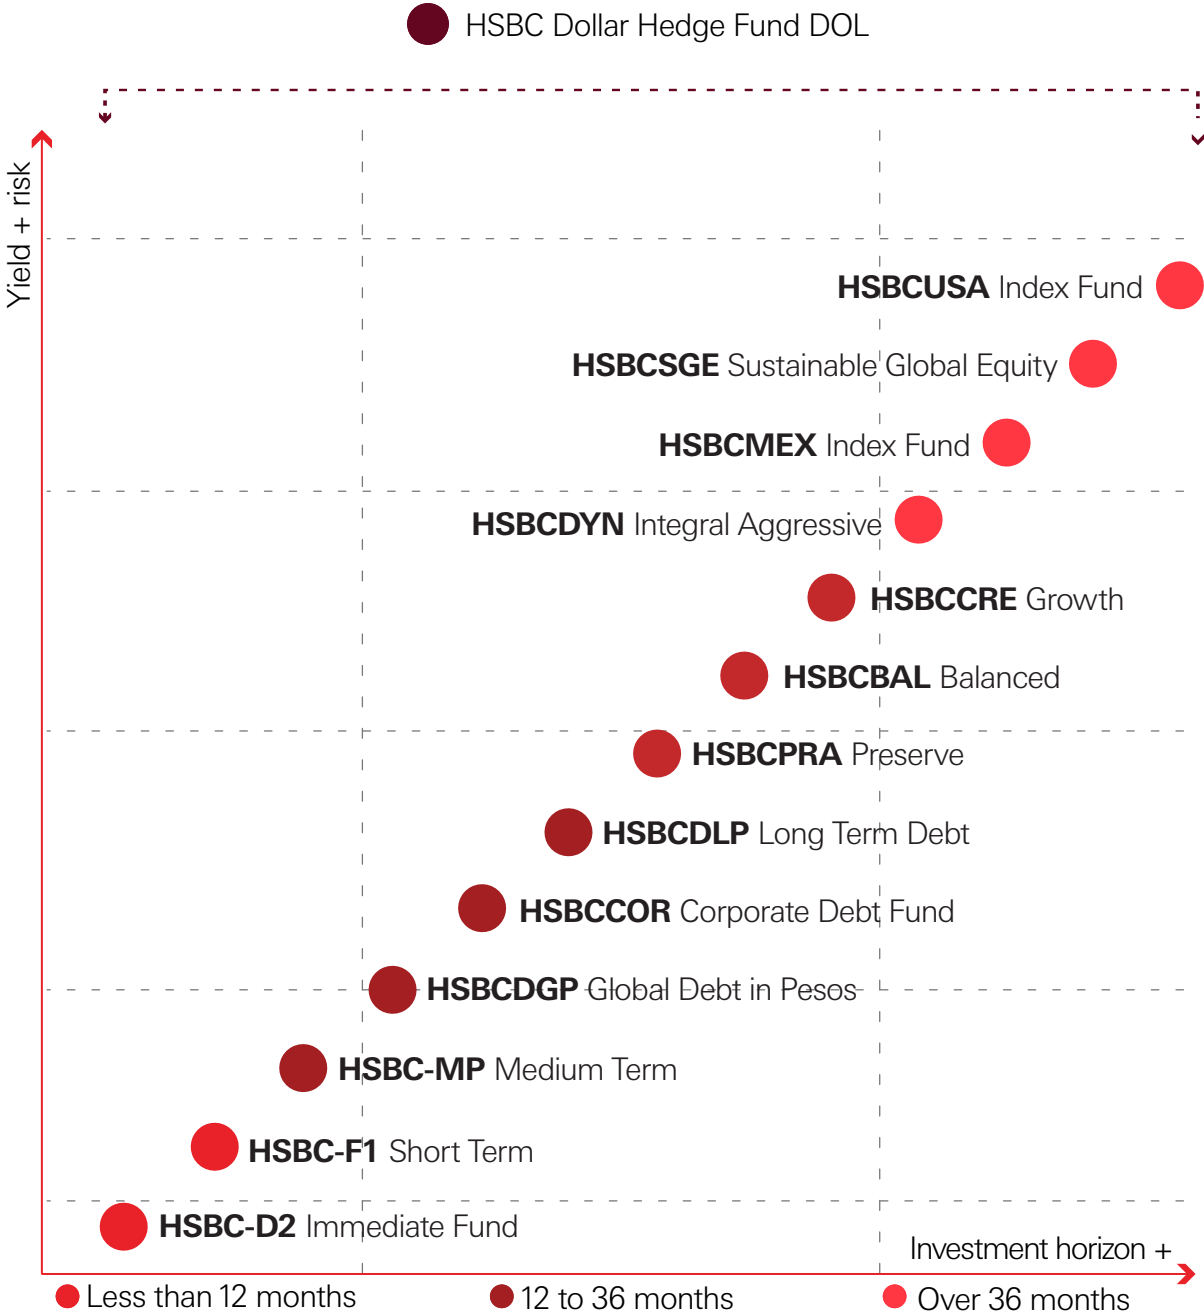 HSBC Dollar Hedge Fund DOL
Yield + risk
HSBCUSA Index Fund
HSBCSGE Sustainable Global Equity
HSBCMEX Index Fund
HSBCDYN Integral Aggressive
HSBCCRE Growth
HSBCBAL Balanced
HSBCPRA Preserve
HSBCDLP Long Term Debt
HSBCCOR Corporate Debt Fund
HSBCDGP Global Debt in Pesos
HSBC-MP Medium Term
HSBC-F1 Short Term
HSBC-D2 Immediate Fund
Investment horizon +
Less than 12 months
12 to 36 months
Over 36 months